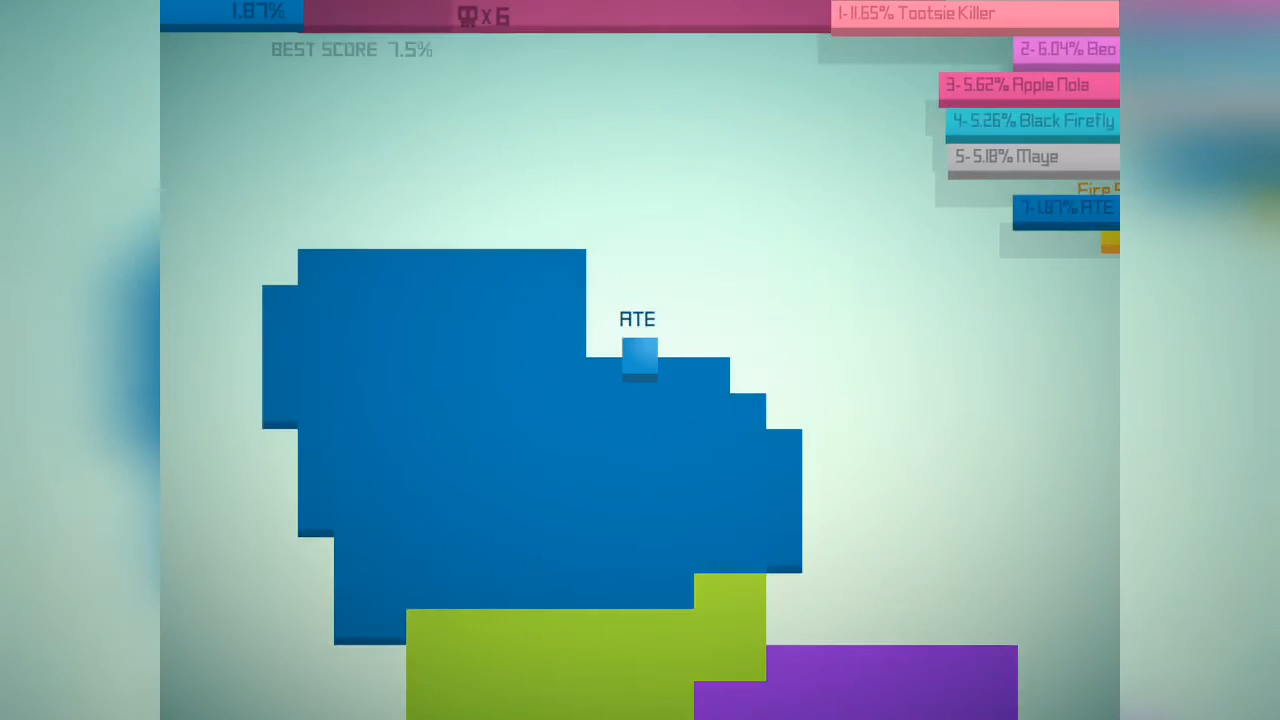 1.87%
x 6
1- 11.65% Tootsie Killer
BEST SCORE 7.5%
2- 6.04% Beo
3- 5.62% Apple Nola
4- 5.26% Black Firefly
5- 5.18% Maye
Fire
7- 1.87% ATE
ATE